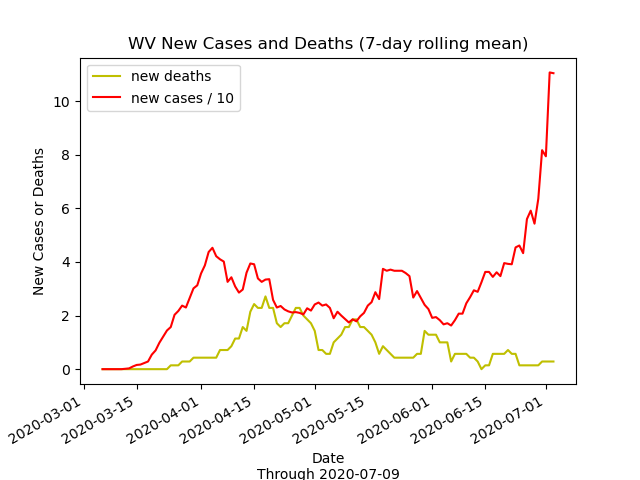 WV New Cases and Deaths (7-day rolling mean)
new deaths
new cases / 10
New Cases or Deaths
10
8
6
4
2
0
2020-03-01
2020-03-15
2020-04-01
2020-04-15
2020-05-01
2020-05-15
2020-06-01
2020-06-15
2020-07-01
Date
Through 2020-07-09